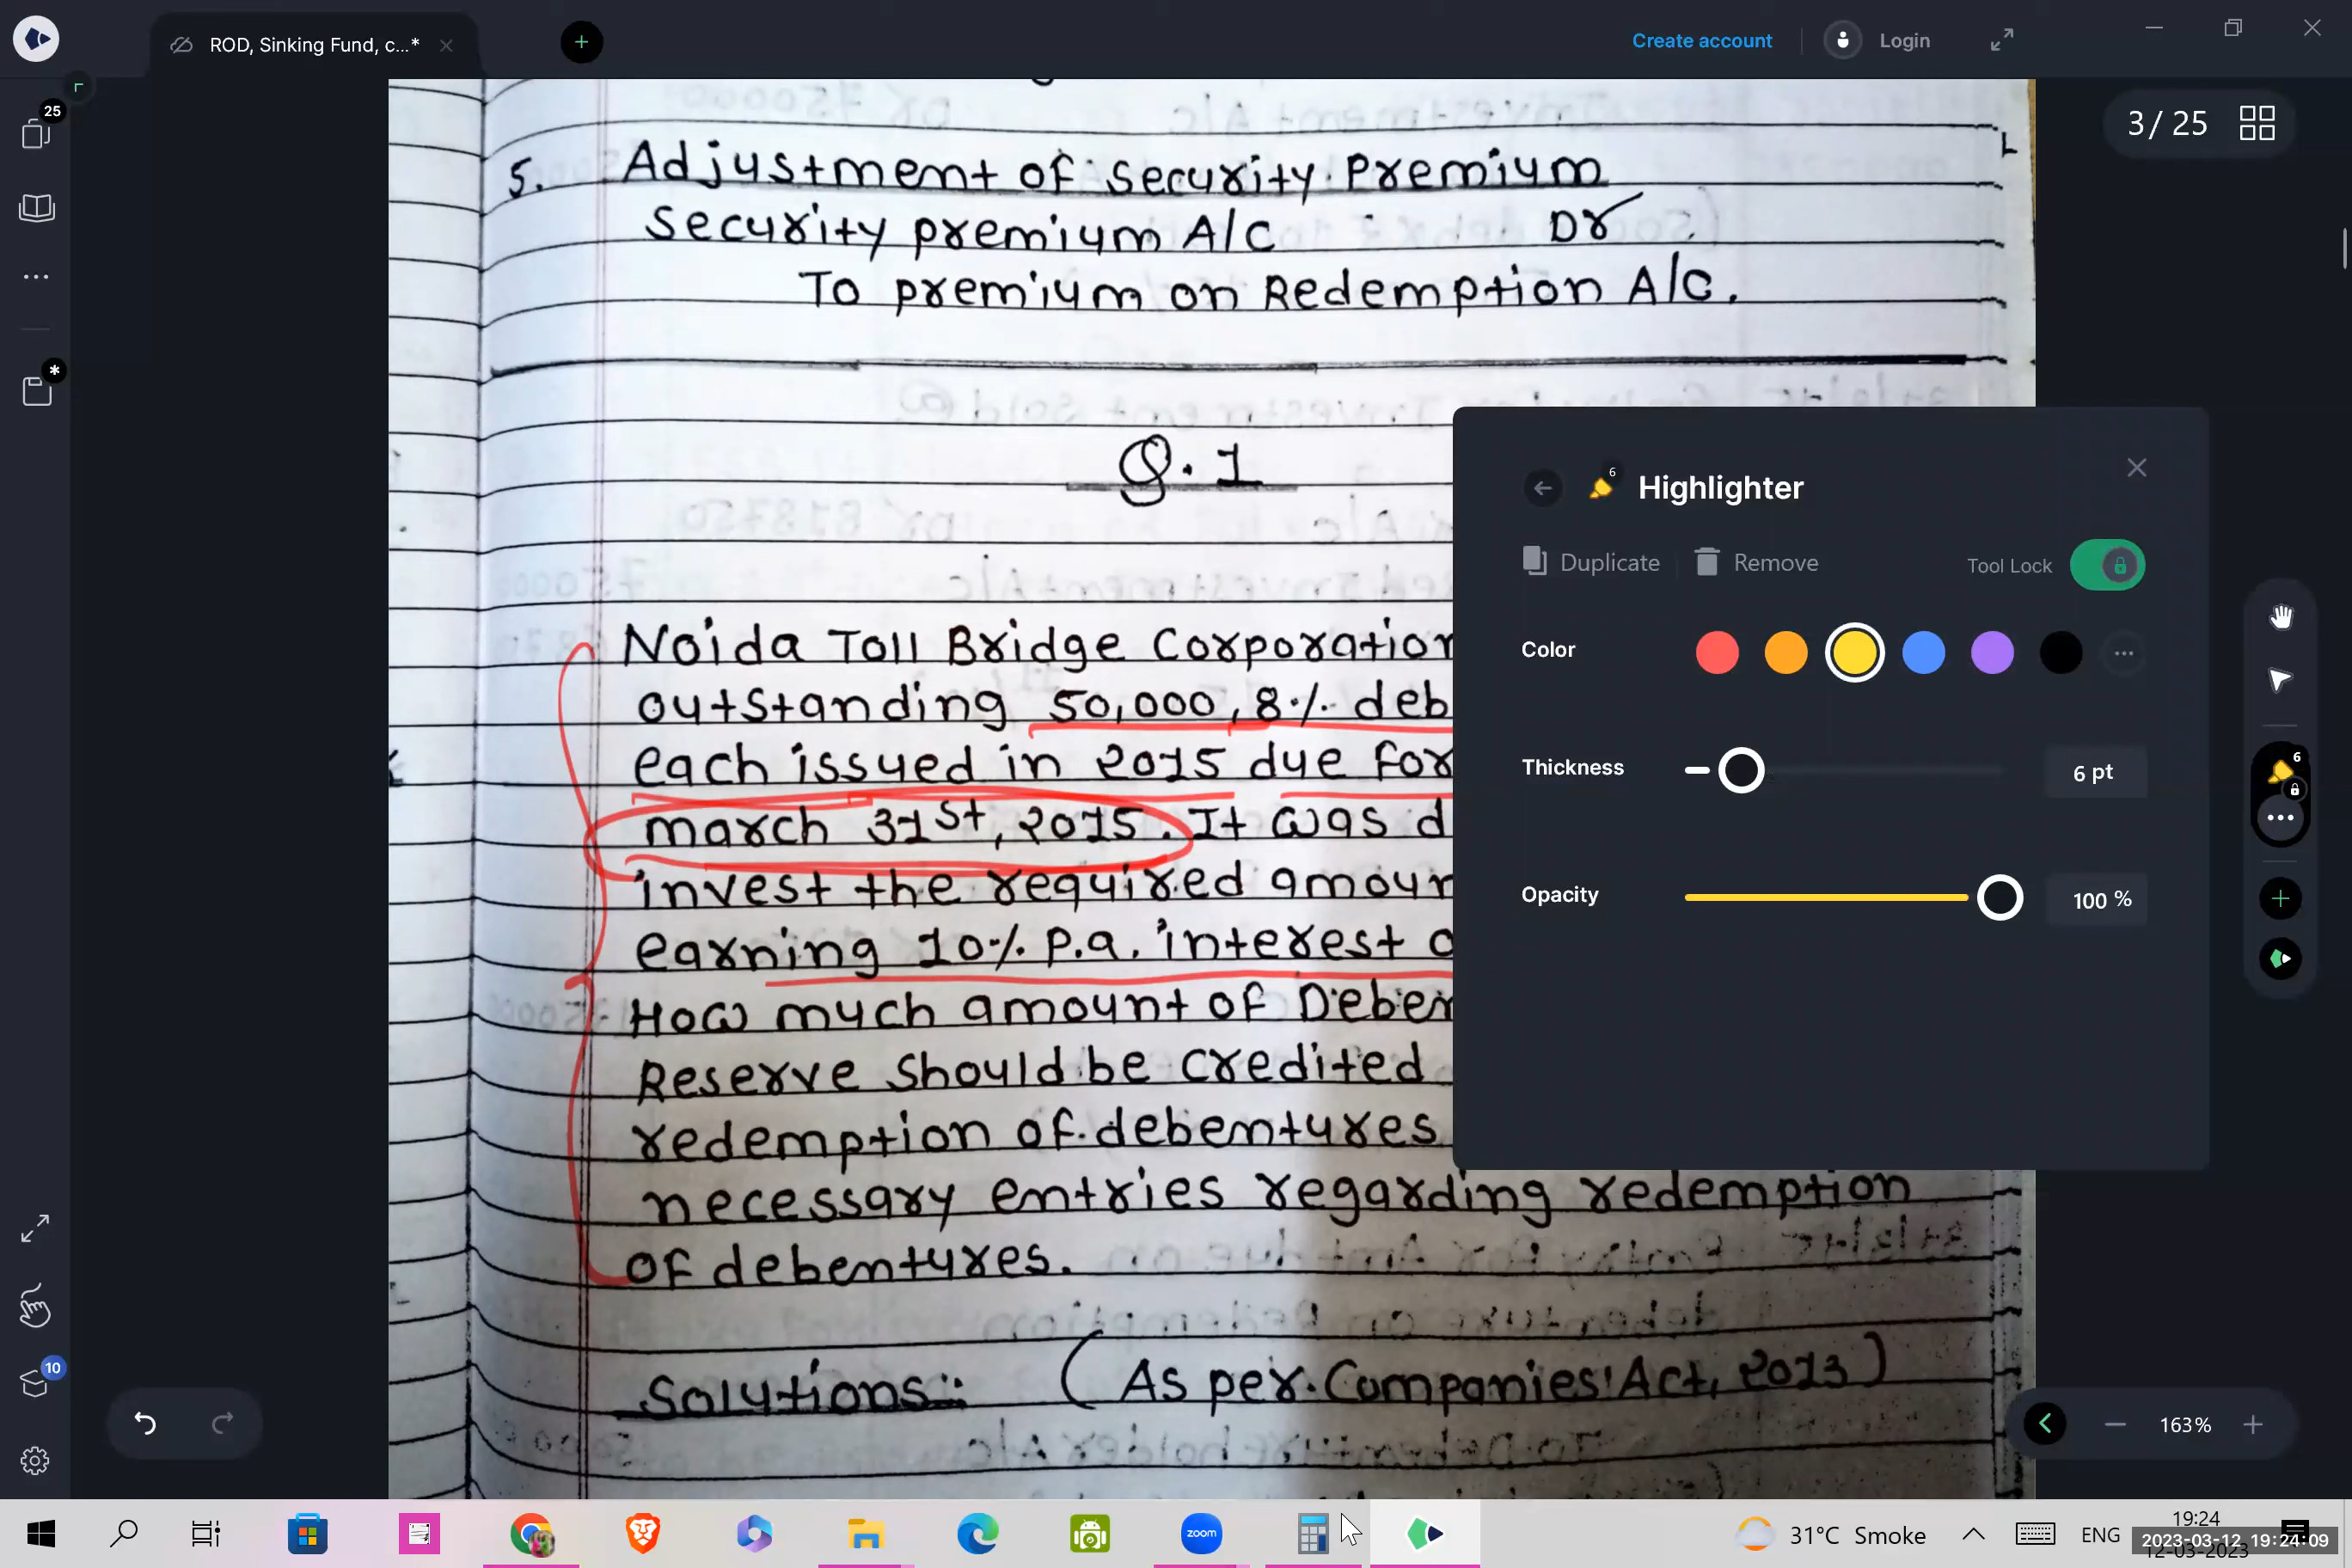 ROD, Sinking Fund, c...*
Create account
Login
25
3 / 25
5. Adjustment of Security Premium
Security premium A/c Dr
To premium on Redemption A/c.
Q.1
Noida Toll Bridge Corporation
outstanding 50,000, 8% deb
each issued in 2015 due for
march 31st, 2015. It was d
invest the required amoun
earning 10% p.a. interest
How much amount of Deben
Reserve should be credited
redemption of debentures
necessary entries regarding redemption
of debentures.
Solutions:: (As per Companies Act, 2013)
6
Highlighter
Duplicate
Remove
Tool Lock
Color
Thickness
6 pt
Opacity
100 %
6
10
163%
zoom
31°C Smoke
ENG
19:24
2023-03-12, 19:24:09
12-03-2023